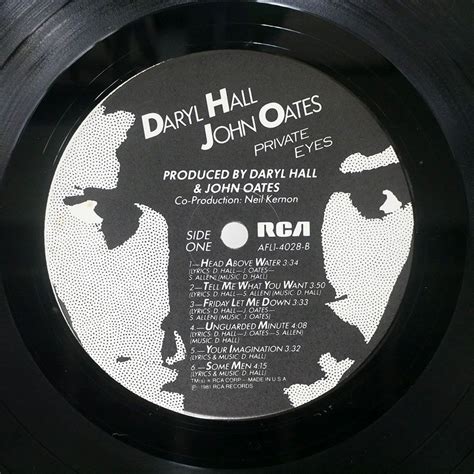 DARYL HALL
JOHN OATES
PRIVATE
EYES
PRODUCED BY DARYL HALL
& JOHN OATES
Co-Production: Neil Kernon
SIDE
ONE
RCA
AFL1-4028-B
1—HEAD ABOVE WATER 3:34
(LYRICS: D. HALL—J. OATES—
S. ALLEN) (MUSIC: D. HALL)
2—TELL ME WHAT YOU WANT 3:50
(LYRICS: D. HALL—S. ALLEN) (MUSIC: D. HALL)
3—FRIDAY LET ME DOWN 3:33
(LYRICS: D. HALL—J. OATES—
S. ALLEN) (MUSIC: D. HALL)
4—UNGUARDED MINUTE 4:08
(LYRICS: D. HALL—J. OATES—S. ALLEN)
(MUSIC: D. HALL—J. OATES)
5—YOUR IMAGINATION 3:32
(LYRICS & MUSIC: D. HALL)
6—SOME MEN 4:15
(LYRICS & MUSIC: D. HALL)
TM(s) ® RCA CORP—MADE IN U.S.A.
℗ 1981 RCA RECORDS